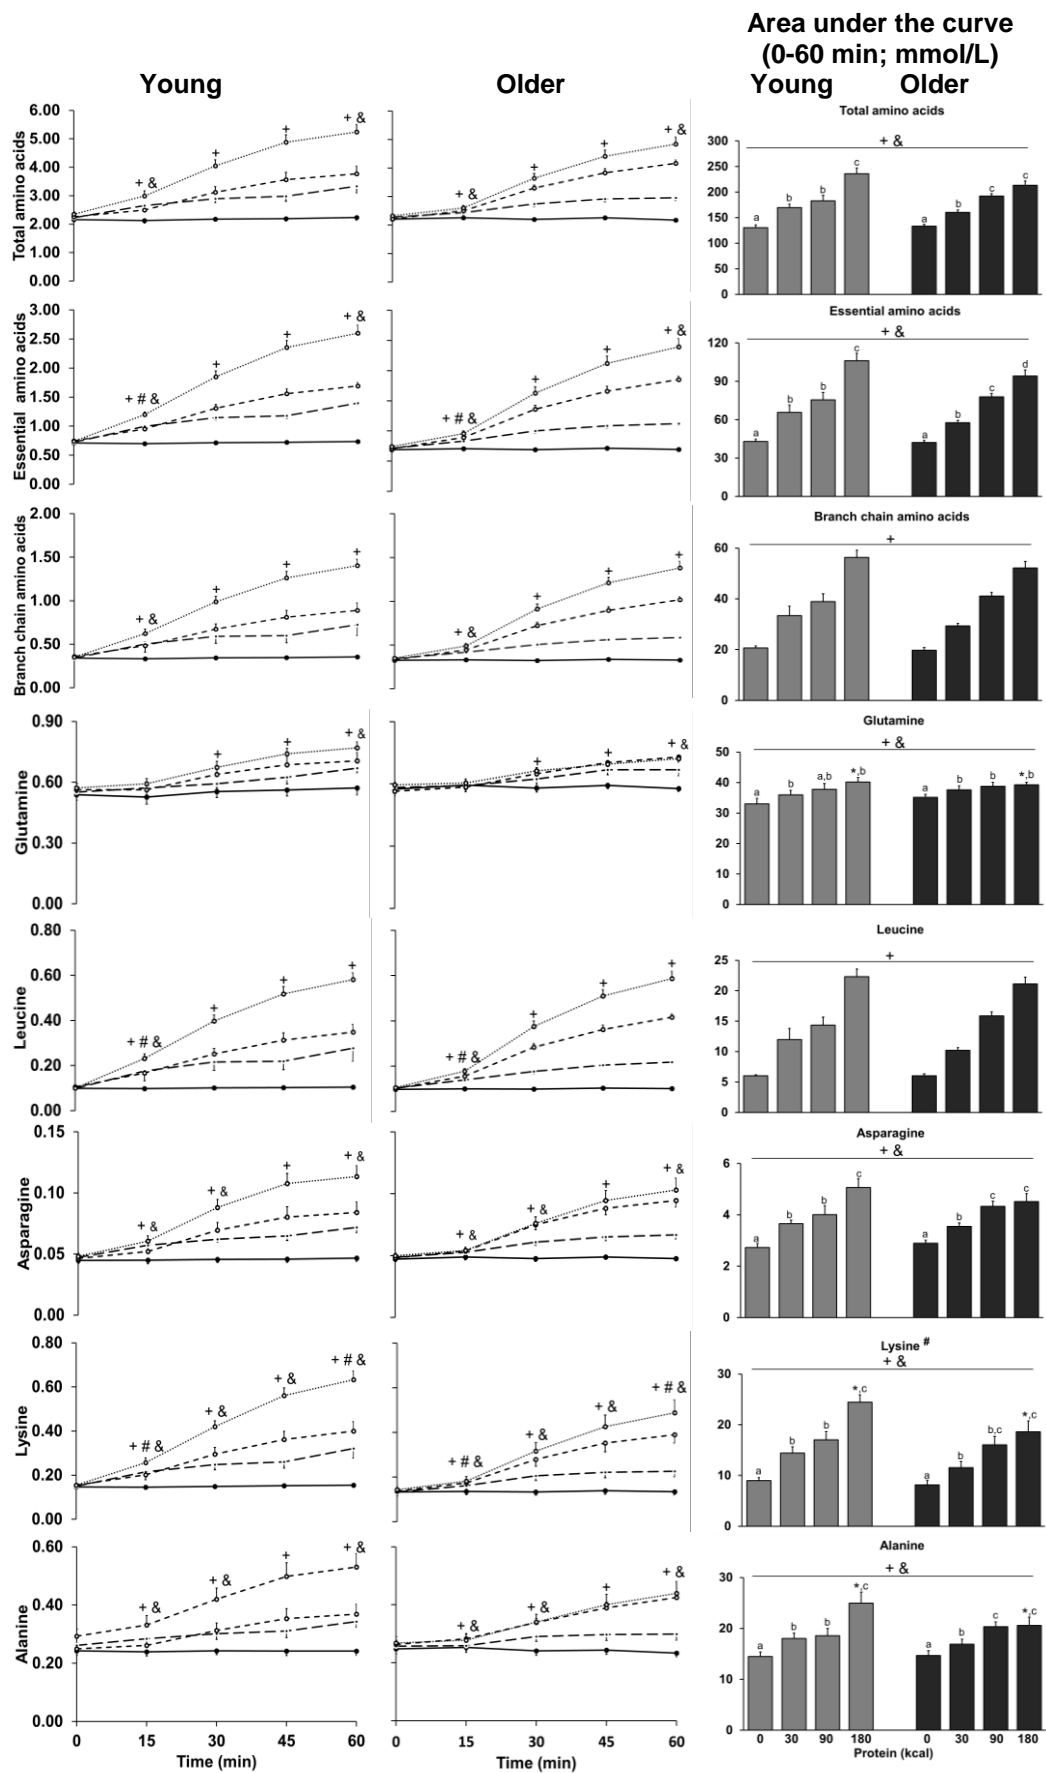 Area under the curve
(0-60 min; mmol/L)
Young Older Young Older
Total amino acids
6.00
5.00
4.00
3.00
2.00
1.00
0.00
Total amino acids
+ & + + + &
+ & + + + &
300
250
200
150
100
50
0
+ &
a b b c a b c c
Essential amino acids
3.00
2.50
2.00
1.50
1.00
0.50
0.00
Essential amino acids
+ # & + + + &
+ # & + + + &
120
90
60
30
0
+ &
a b b c a b c d
Branch chain amino acids
2.00
1.50
1.00
0.50
0.00
Branch chain amino acids
+ & + + +
+ & + + +
60
40
20
0
+
Glutamine
0.90
0.60
0.30
0.00
Glutamine
+ + + &
+ + + &
50
40
30
20
10
0
+ &
a b a,b *,b a b b *,b
Leucine
0.80
0.60
0.40
0.20
0.00
Leucine
+ # & + + +
+ # & + + +
25
20
15
10
5
0
+
Asparagine
0.15
0.10
0.05
0.00
Asparagine
+ & + & + + &
+ & + & + + &
6
4
2
0
+ &
a b b c a b c c
Lysine
0.80
0.60
0.40
0.20
0.00
Lysine #
+ # & + & + & + # &
+ # & + & + & + # &
30
20
10
0
+ &
a b b *,c a b b,c *,c
Alanine
0.60
0.40
0.20
0.00
Alanine
+ & + & + + &
+ & + & + + &
30
20
10
0
+ &
a b b *,c a b c *,c
0 15 30 45 60 0 15 30 45 60 0 30 90 180 0 30 90 180
Time (min) Time (min) Protein (kcal)